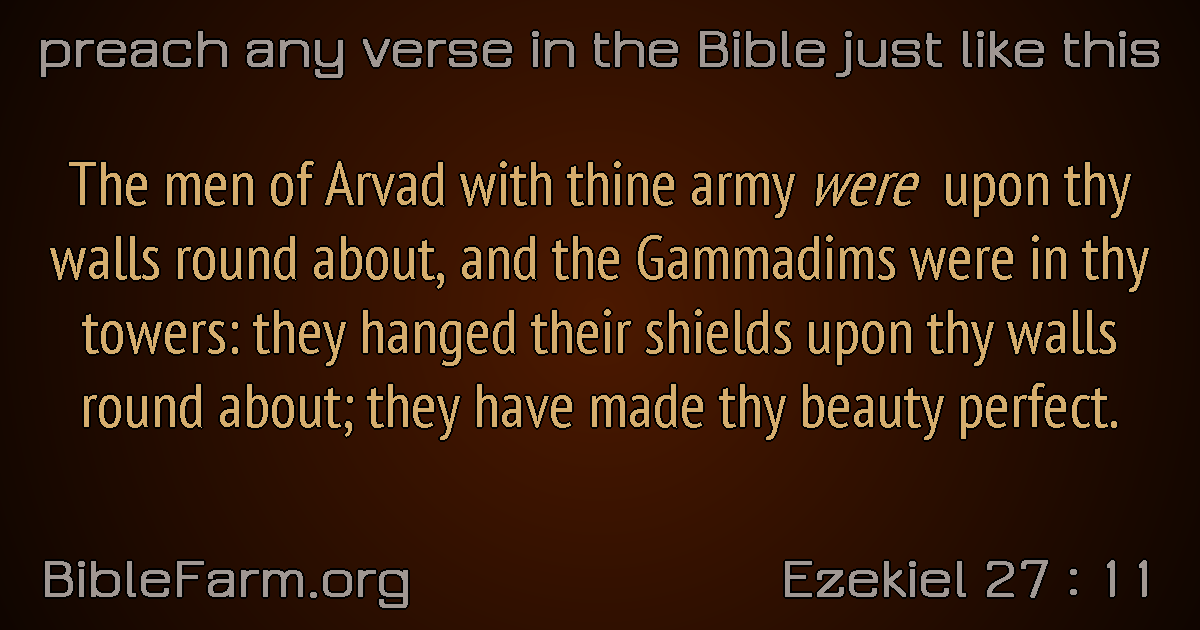 preach any verse in the Bible just like this
The men of Arvad with thine army were upon thy
walls round about, and the Gammadims were in thy
towers: they hanged their shields upon thy walls
round about; they have made thy beauty perfect.
BibleFarm.org
Ezekiel 27 : 11